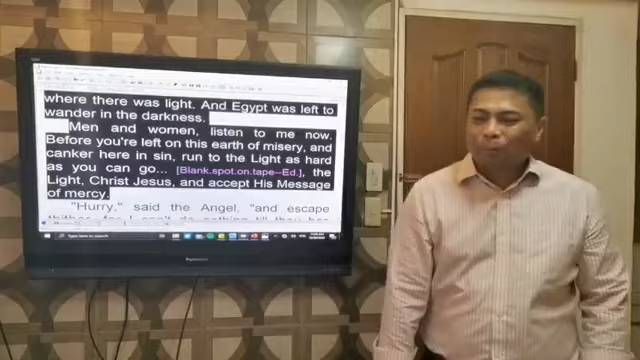 where there was light. And Egypt was left to
wander in the darkness.
Men and women, listen to me now.
Before you're left on this earth of misery, and
canker here in sin, run to the Light as hard
as you can go... [Blank.spot.on.tape--Ed.], the
Light, Christ Jesus, and accept His Message
of mercy.
"Hurry," said the Angel, "and escape
Panasonic